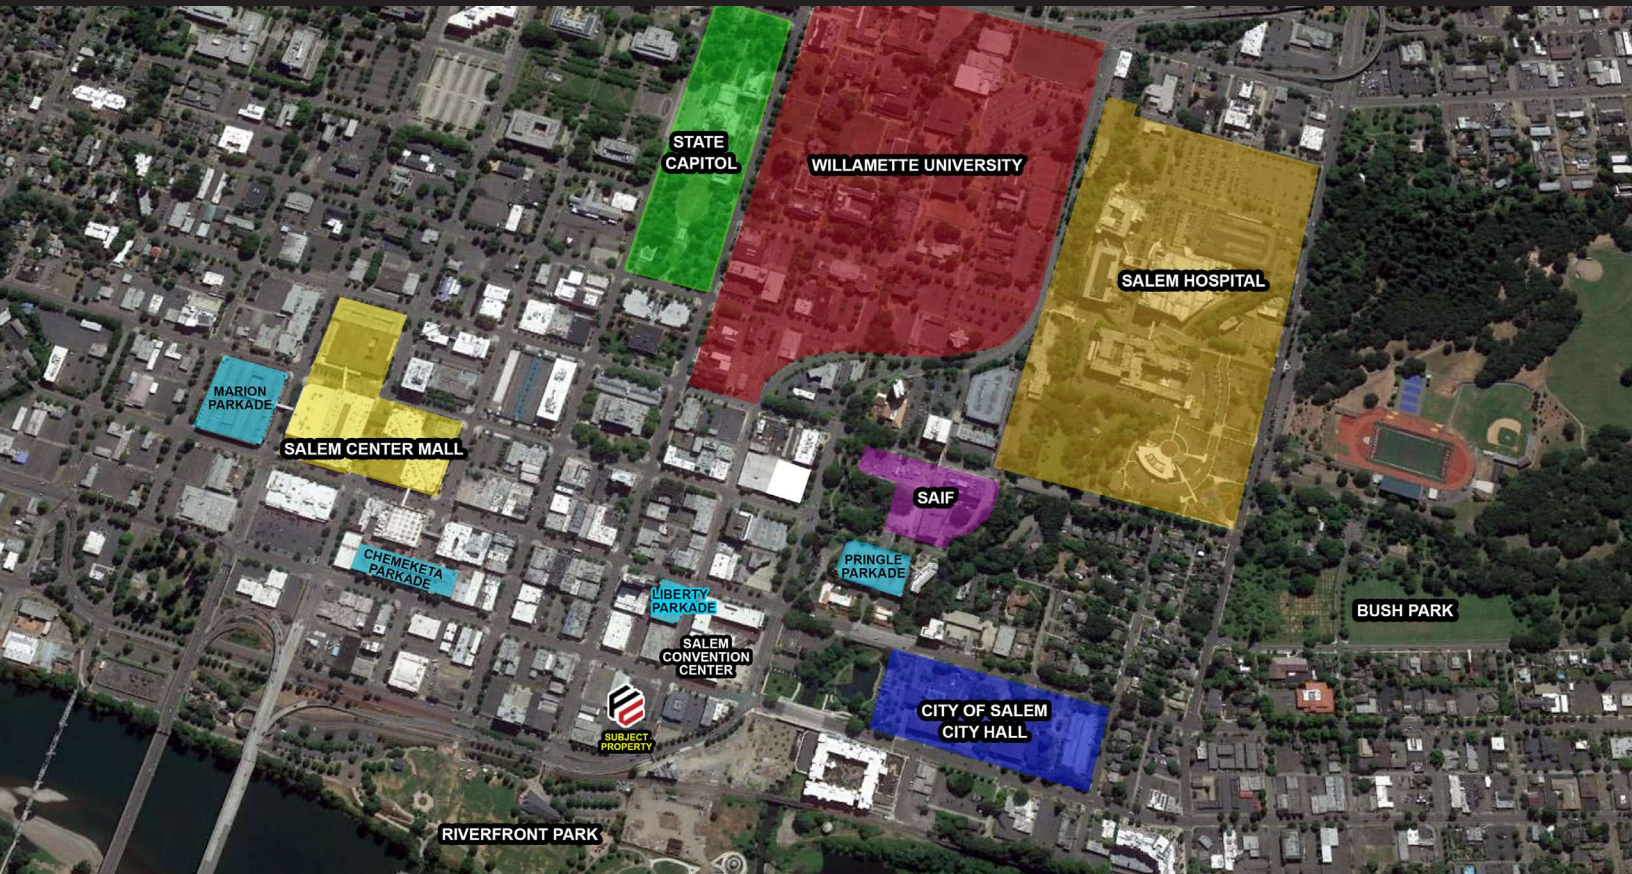 STATE
CAPITOL
WILLAMETTE UNIVERSITY
SALEM HOSPITAL
MARION
PARKADE
SALEM CENTER MALL
SAIF
CHEMEKETA
PARKADE
PRINGLE
PARKADE
LIBERTY
PARKADE
BUSH PARK
SALEM
CONVENTION
CENTER
CITY OF SALEM
CITY HALL
SUBJECT
PROPERTY
RIVERFRONT PARK